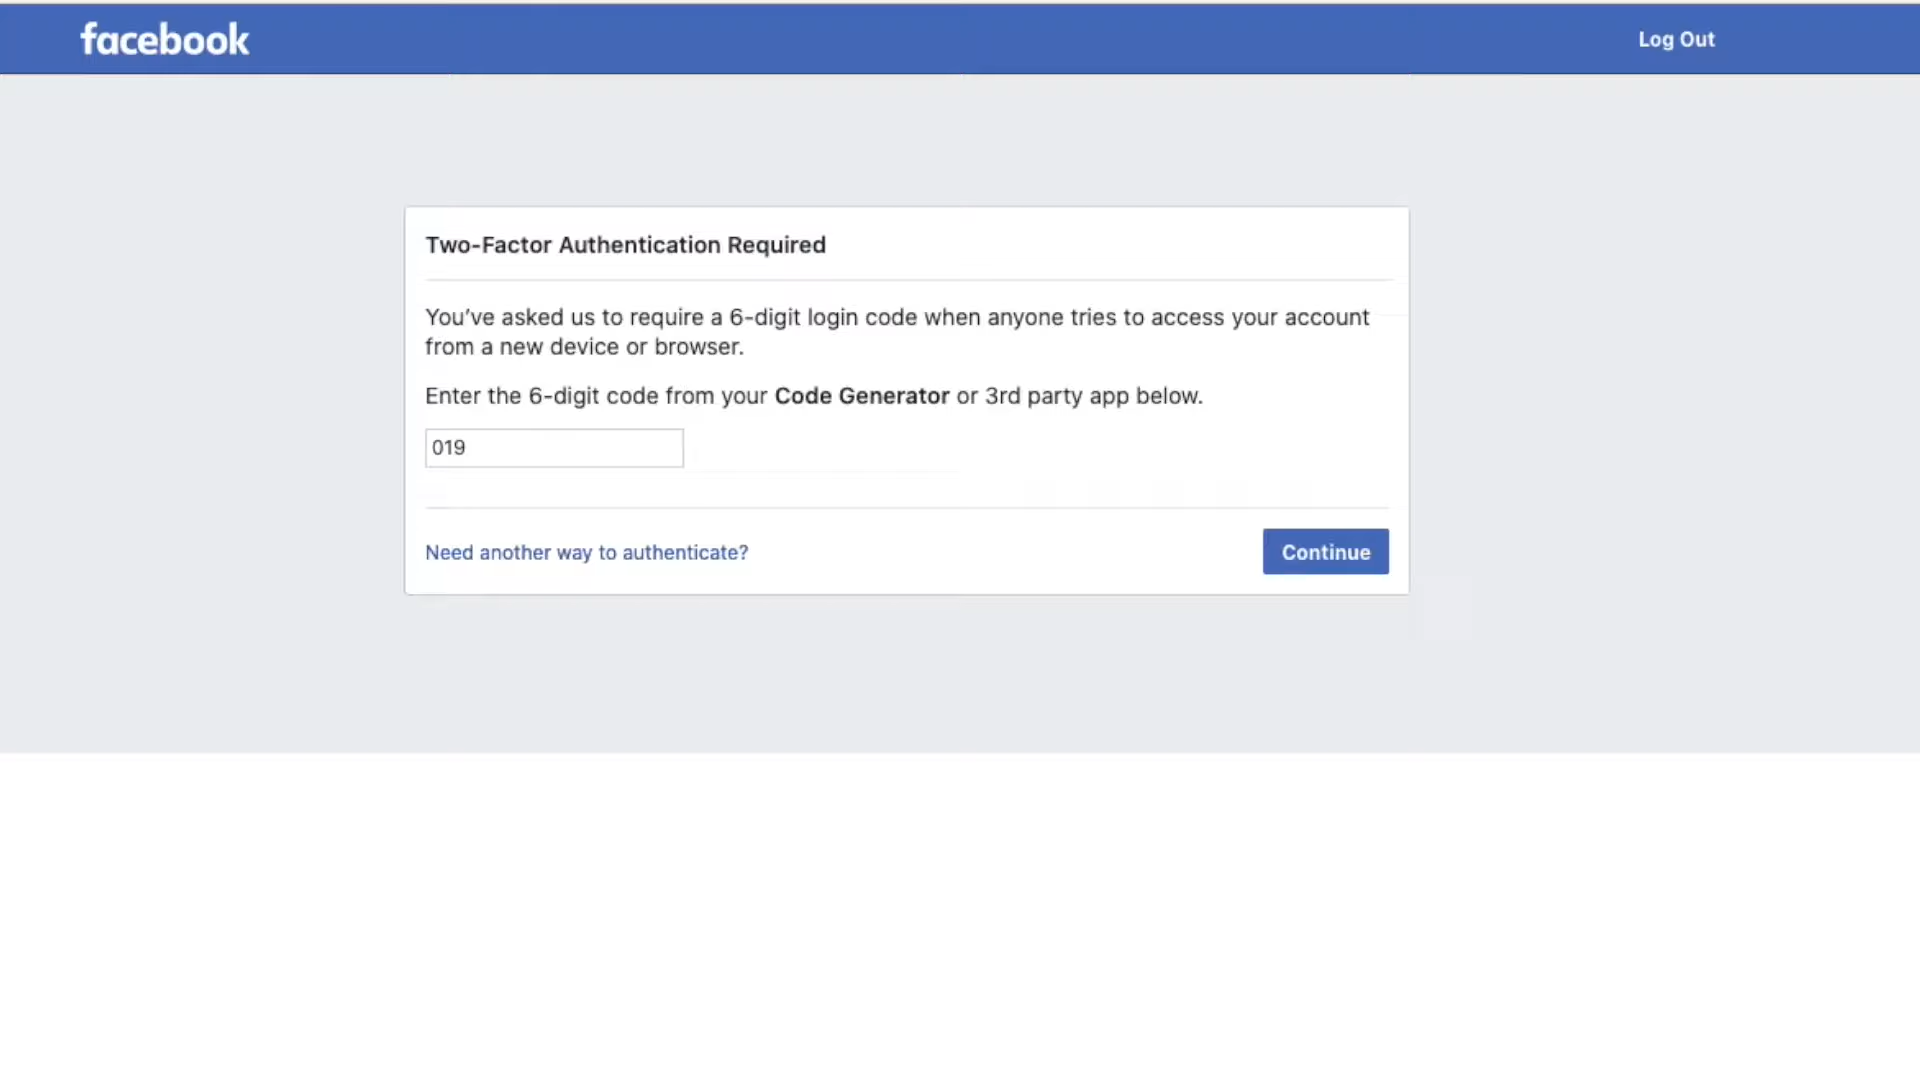 facebook
Log Out
Two-Factor Authentication Required
You’ve asked us to require a 6-digit login code when anyone tries to access your account
from a new device or browser.
Enter the 6-digit code from your Code Generator or 3rd party app below.
019
Need another way to authenticate?
Continue